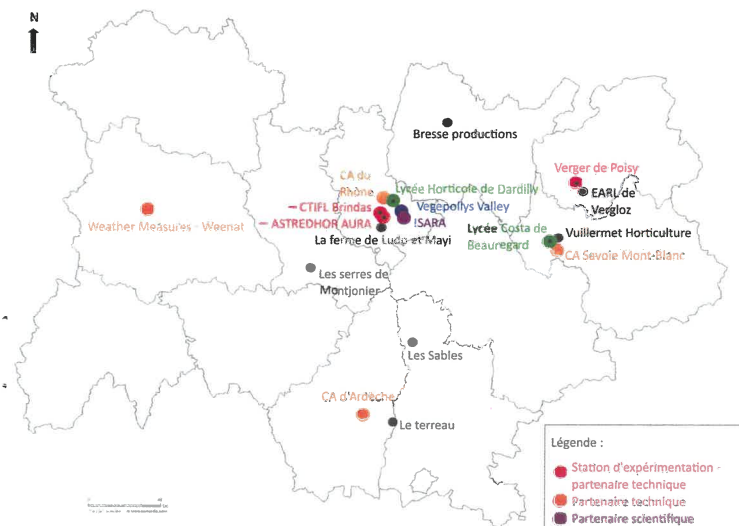 N
Bresse productions
Verger de Poisy
EARL de
Vergloz
CA du
Rhône
Lycée Horticole de Dardilly
CTIFL Brindas
Vegepolys Valley
ASTREDHOR AURA
ISARA
La ferme de Ludo et Mayi
Weather Measures - Weenat
Lycée Costa de
Beauregard
Vuillermet Horticulture
CA Savoie Mont-Blanc
Les serres de
Montjonier
Les Sables
CA d'Ardèche
Le terreau
Légende :
Station d'expérimentation -
partenaire technique
Partenaire technique
Partenaire scientifique